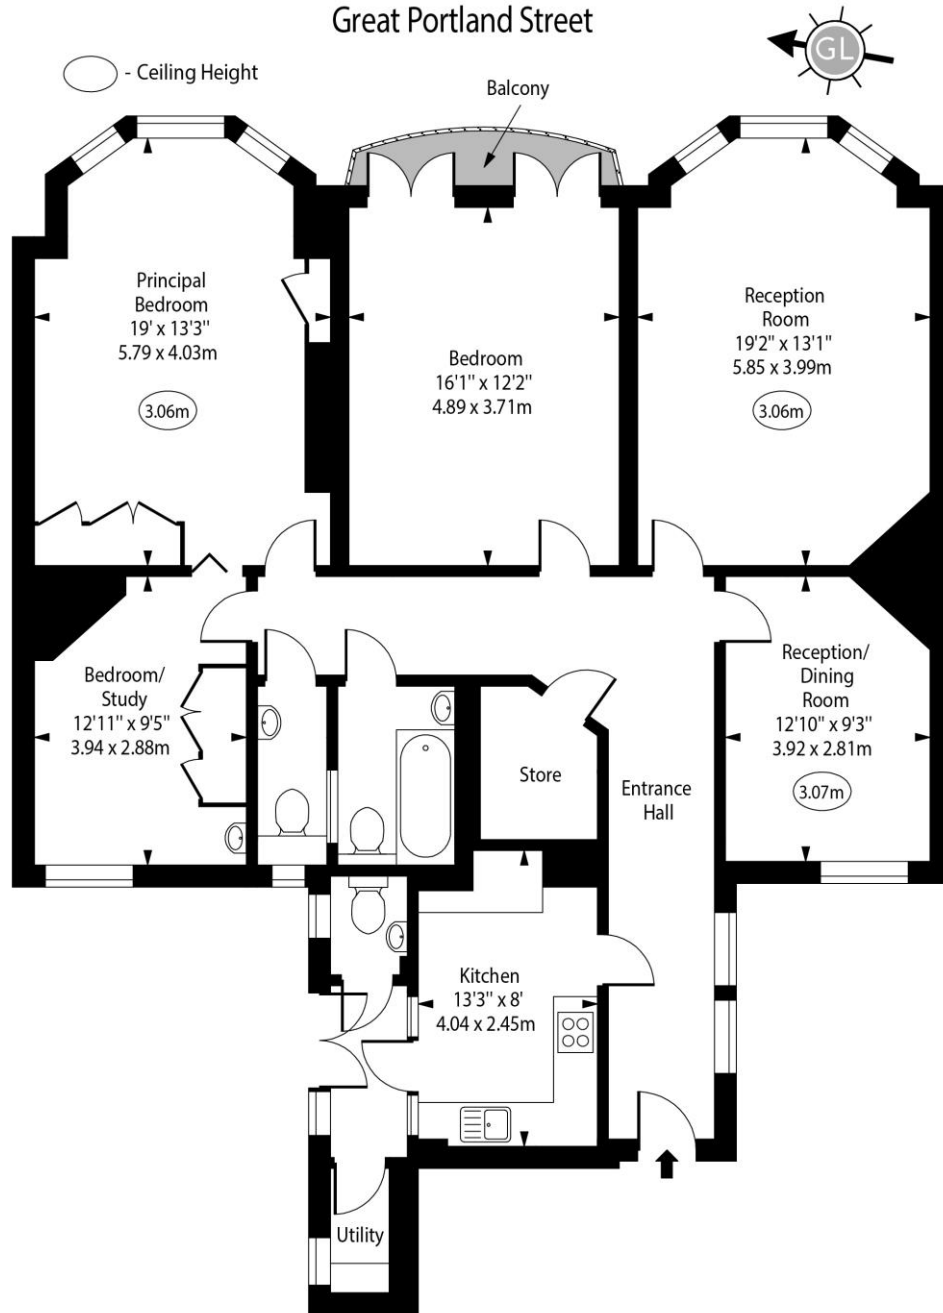 Great Portland Street
GL
- Ceiling Height
Balcony
Principal
Bedroom
19' x 13'3"
5.79 x 4.03m
3.06m
Bedroom
16'1" x 12'2"
4.89 x 3.71m
Reception
Room
19'2" x 13'1"
5.85 x 3.99m
3.06m
Bedroom/
Study
12'11" x 9'5"
3.94 x 2.88m
Store
Entrance
Hall
Reception/
Dining
Room
12'10" x 9'3"
3.92 x 2.81m
3.07m
Kitchen
13'3" x 8'
4.04 x 2.45m
Utility